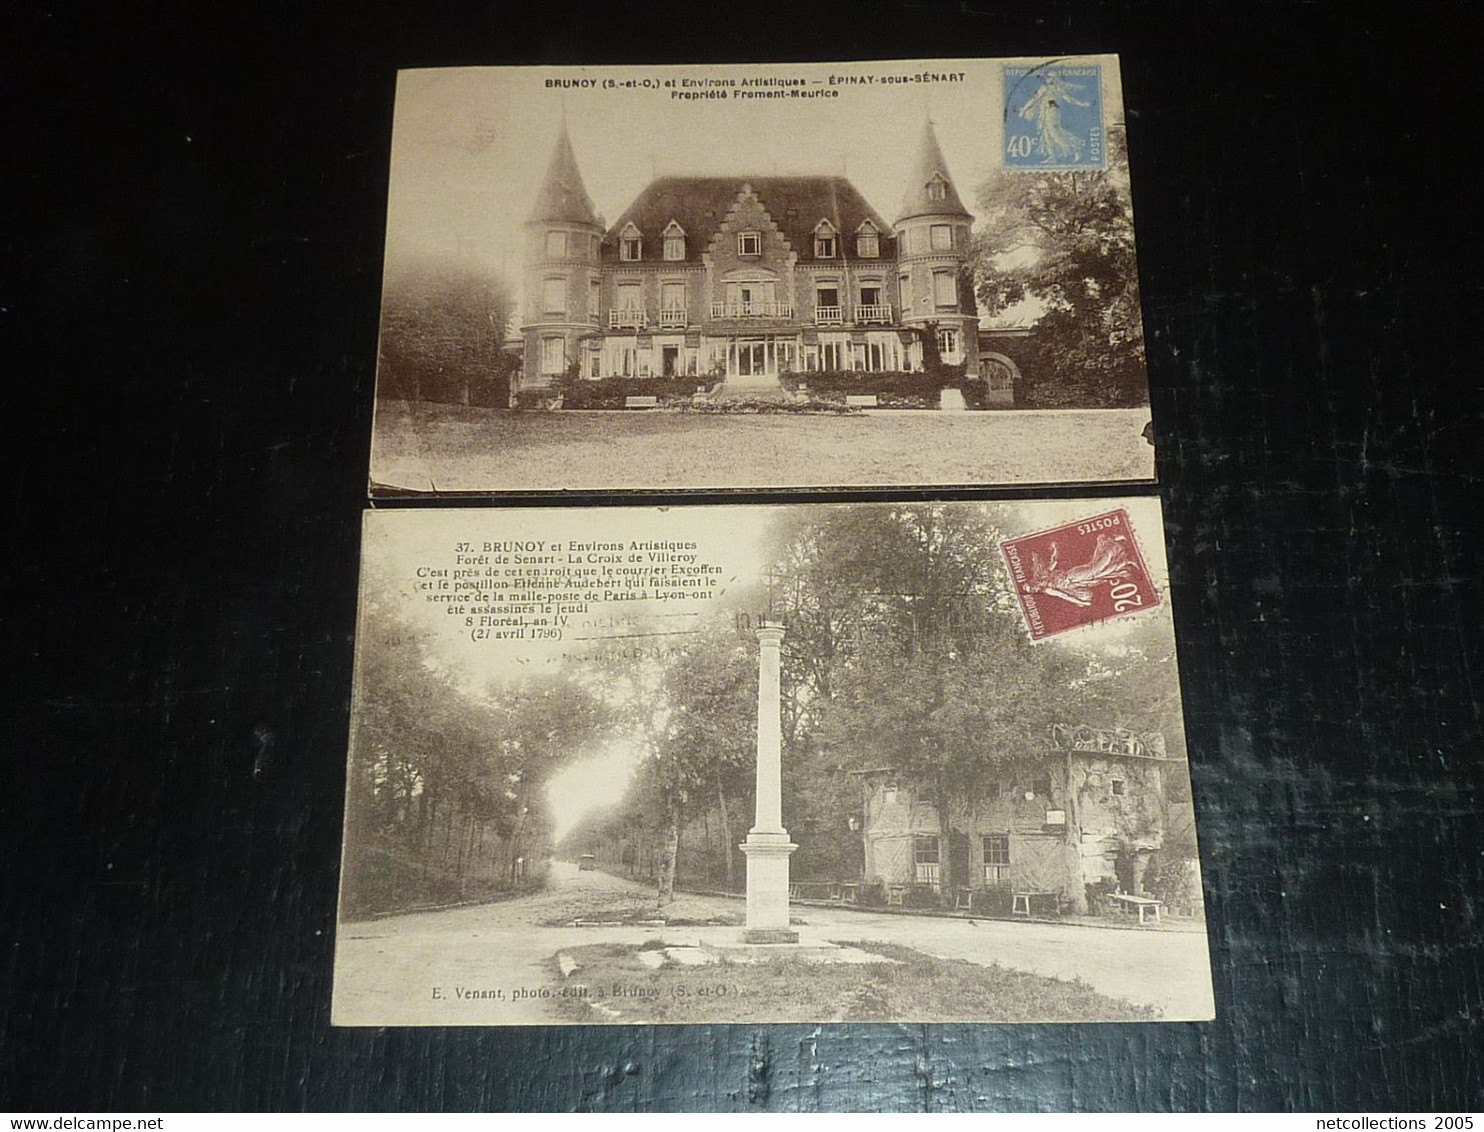 BRUNOY (S.-et-O.) et Environs Artistiques — ÉPINAY-sous-SÉNART
Propriété Froment-Meurice
REPUBLIQUE FRANÇAISE
40c
POSTES
37. BRUNOY et Environs Artistiques
Forêt de Senart - La Croix de Villeroy
C'est près de cet endroit que le courrier Excoffen
et le postillon Etienne Audebert qui faisaient le
service de la malle-poste de Paris à Lyon ont
été assassinés le jeudi
8 Floréal, an IV
(27 avril 1796)
POSTES
REPUBLIQUE FRANÇAISE
20c
E. Venant, photo.-édit. à Brunoy (S.-et-O.)
netcollections 2005